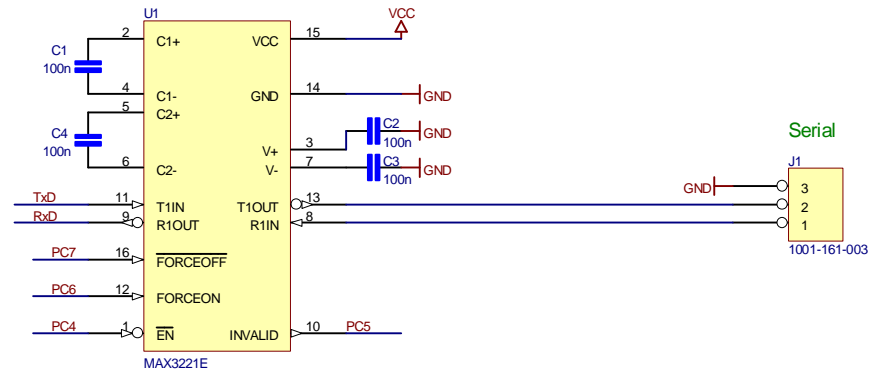 U1
VCC
2
C1+
VCC
15
C1
100n
4
C1-
GND
14
GND
5
C2+
C4
100n
C2
100n
GND
3
V+
6
C2-
V-
7
C3
100n
GND
Serial
J1
GND
3
TxD
11
T1IN
T1OUT
13
2
RxD
9
R1OUT
R1IN
8
1
1001-161-003
PC7
16
FORCEOFF
PC6
12
FORCEON
PC4
1
EN
INVALID
10
PC5
MAX3221E